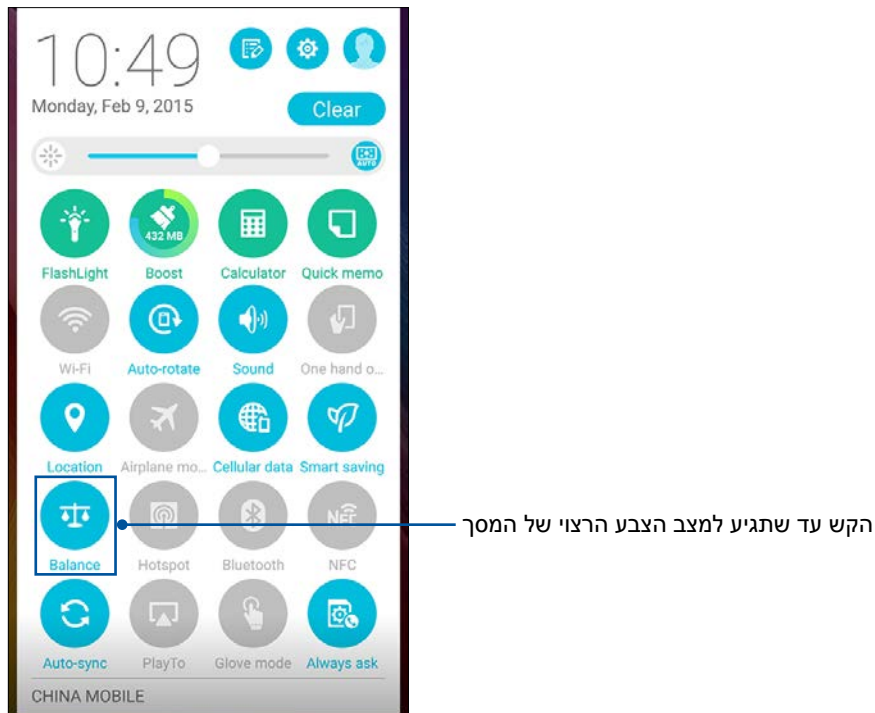 10:49
Monday, Feb 9, 2015
Clear
AUTO
432 MB
FlashLight Boost Calculator Quick memo
Wi-Fi Auto-rotate Sound One hand o...
Location Airplane mo... Cellular data Smart saving
NFC
הקש עד שתגיע למצב הצבע הרצוי של המסך
Balance Hotspot Bluetooth NFC
Auto-sync PlayTo Glove mode Always ask
CHINA MOBILE